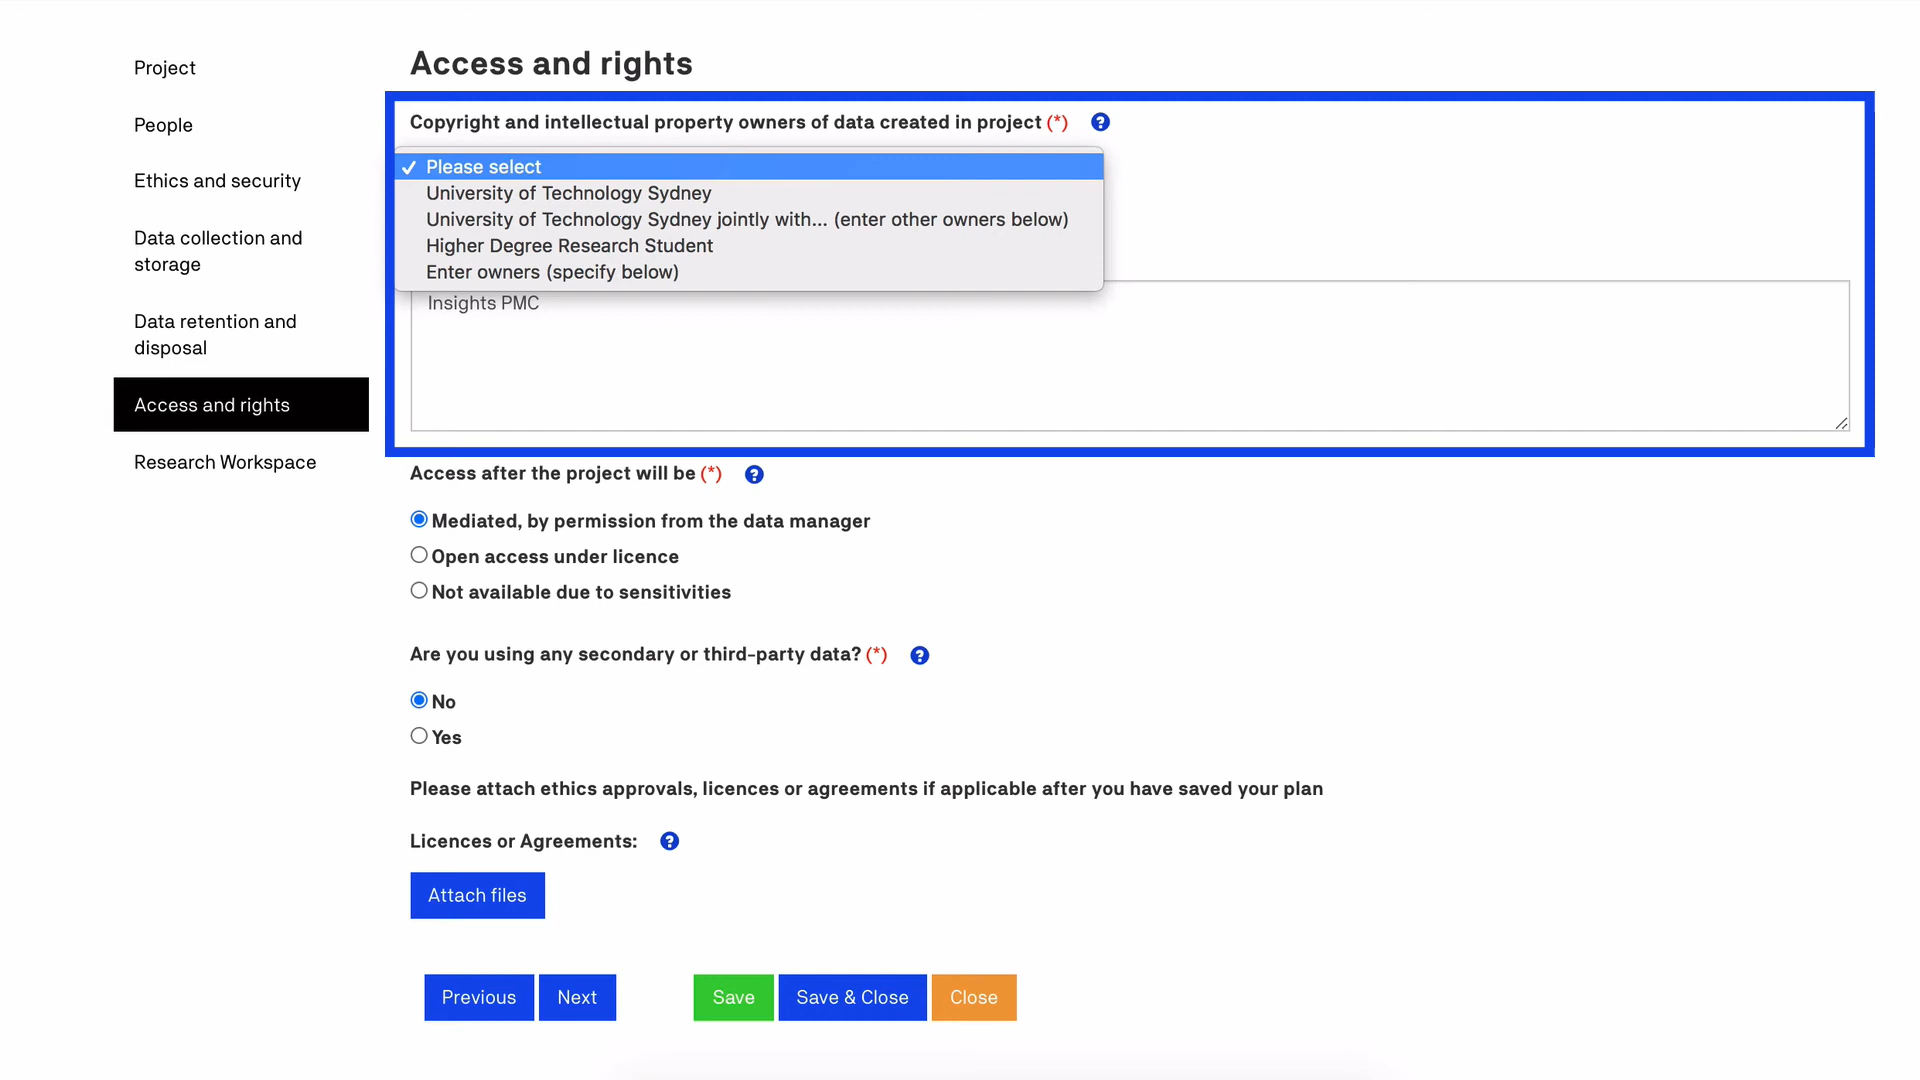 Project
People
Ethics and security
Data collection and
storage
Data retention and
disposal
Access and rights
Research Workspace
Access and rights
Copyright and intellectual property owners of data created in project (*)
Please select
University of Technology Sydney
University of Technology Sydney jointly with... (enter other owners below)
Higher Degree Research Student
Enter owners (specify below)
Insights PMC
Access after the project will be (*)
Mediated, by permission from the data manager
Open access under licence
Not available due to sensitivities
Are you using any secondary or third-party data? (*)
No
Yes
Please attach ethics approvals, licences or agreements if applicable after you have saved your plan
Licences or Agreements:
Attach files
Previous Next Save Save & Close Close